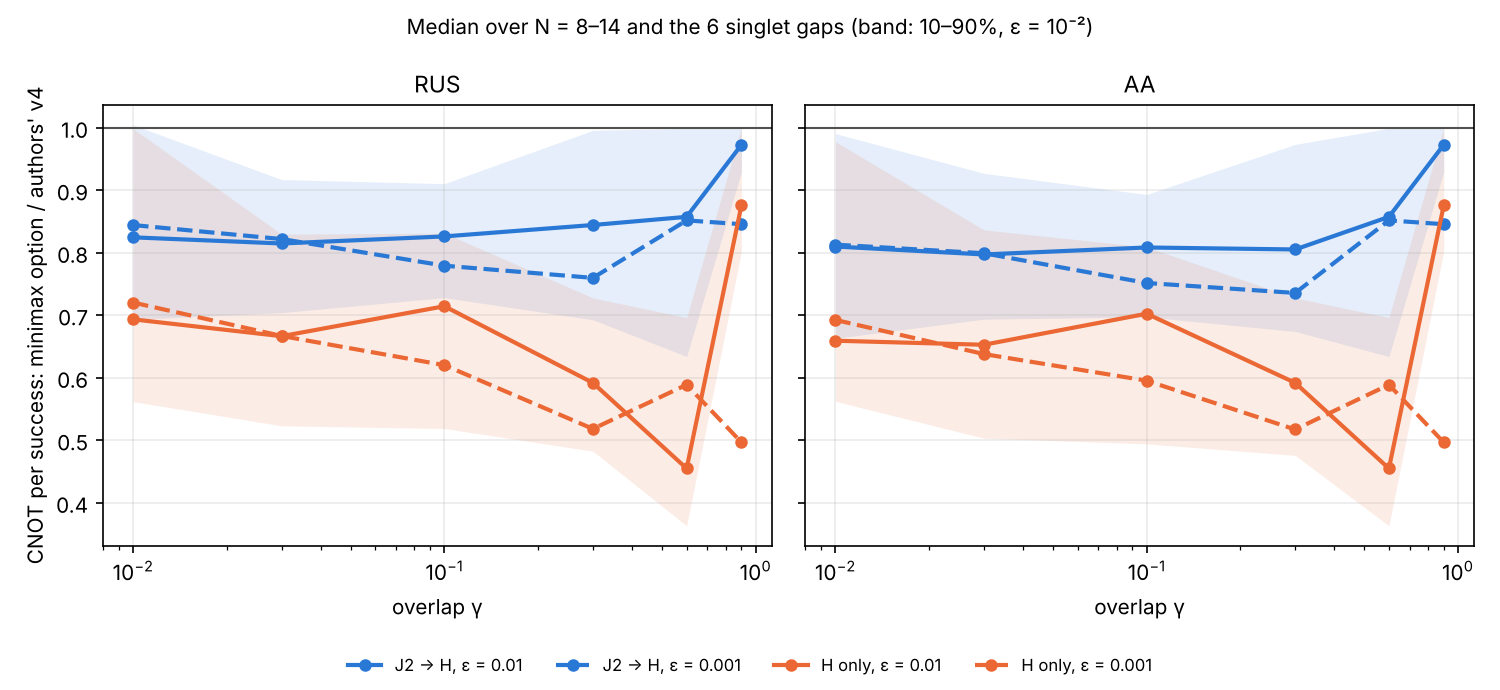 Median over N = 8–14 and the 6 singlet gaps (band: 10–90%, ε = 10⁻²)
RUS
AA
CNOT per success: minimax option / authors' v4
1.0
0.9
0.8
0.7
0.6
0.5
0.4
10⁻² 10⁻¹ 10⁰
10⁻² 10⁻¹ 10⁰
overlap γ
overlap γ
J2 → H, ε = 0.01 J2 → H, ε = 0.001 H only, ε = 0.01 H only, ε = 0.001